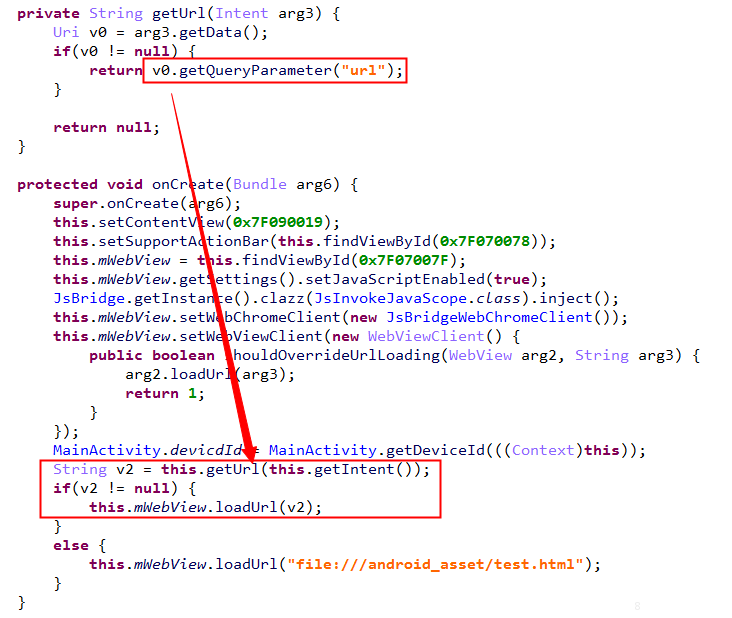 private String getUrl(Intent arg3) {
    Uri v0 = arg3.getData();
    if(v0 != null) {
        return v0.getQueryParameter("url");
    }

    return null;
}

protected void onCreate(Bundle arg6) {
    super.onCreate(arg6);
    this.setContentView(0x7F090019);
    this.setSupportActionBar(this.findViewById(0x7F070078));
    this.mWebView = this.findViewById(0x7F07007F);
    this.mWebView.getSettings().setJavaScriptEnabled(true);
    JsBridge.getInstance().clazz(JsInvokeJavaScope.class).inject();
    this.mWebView.setWebChromeClient(new JsBridgeWebChromeClient());
    this.mWebView.setWebViewClient(new WebViewClient() {
        public boolean shouldOverrideUrlLoading(WebView arg2, String arg3) {
            arg2.loadUrl(arg3);
            return 1;
        }
    });
    MainActivity.devicdId = MainActivity.getDeviceId(((Context)this));
    String v2 = this.getUrl(this.getIntent());
    if(v2 != null) {
        this.mWebView.loadUrl(v2);
    }
    else {
        this.mWebView.loadUrl("file:///android_asset/test.html");
    }
}
8